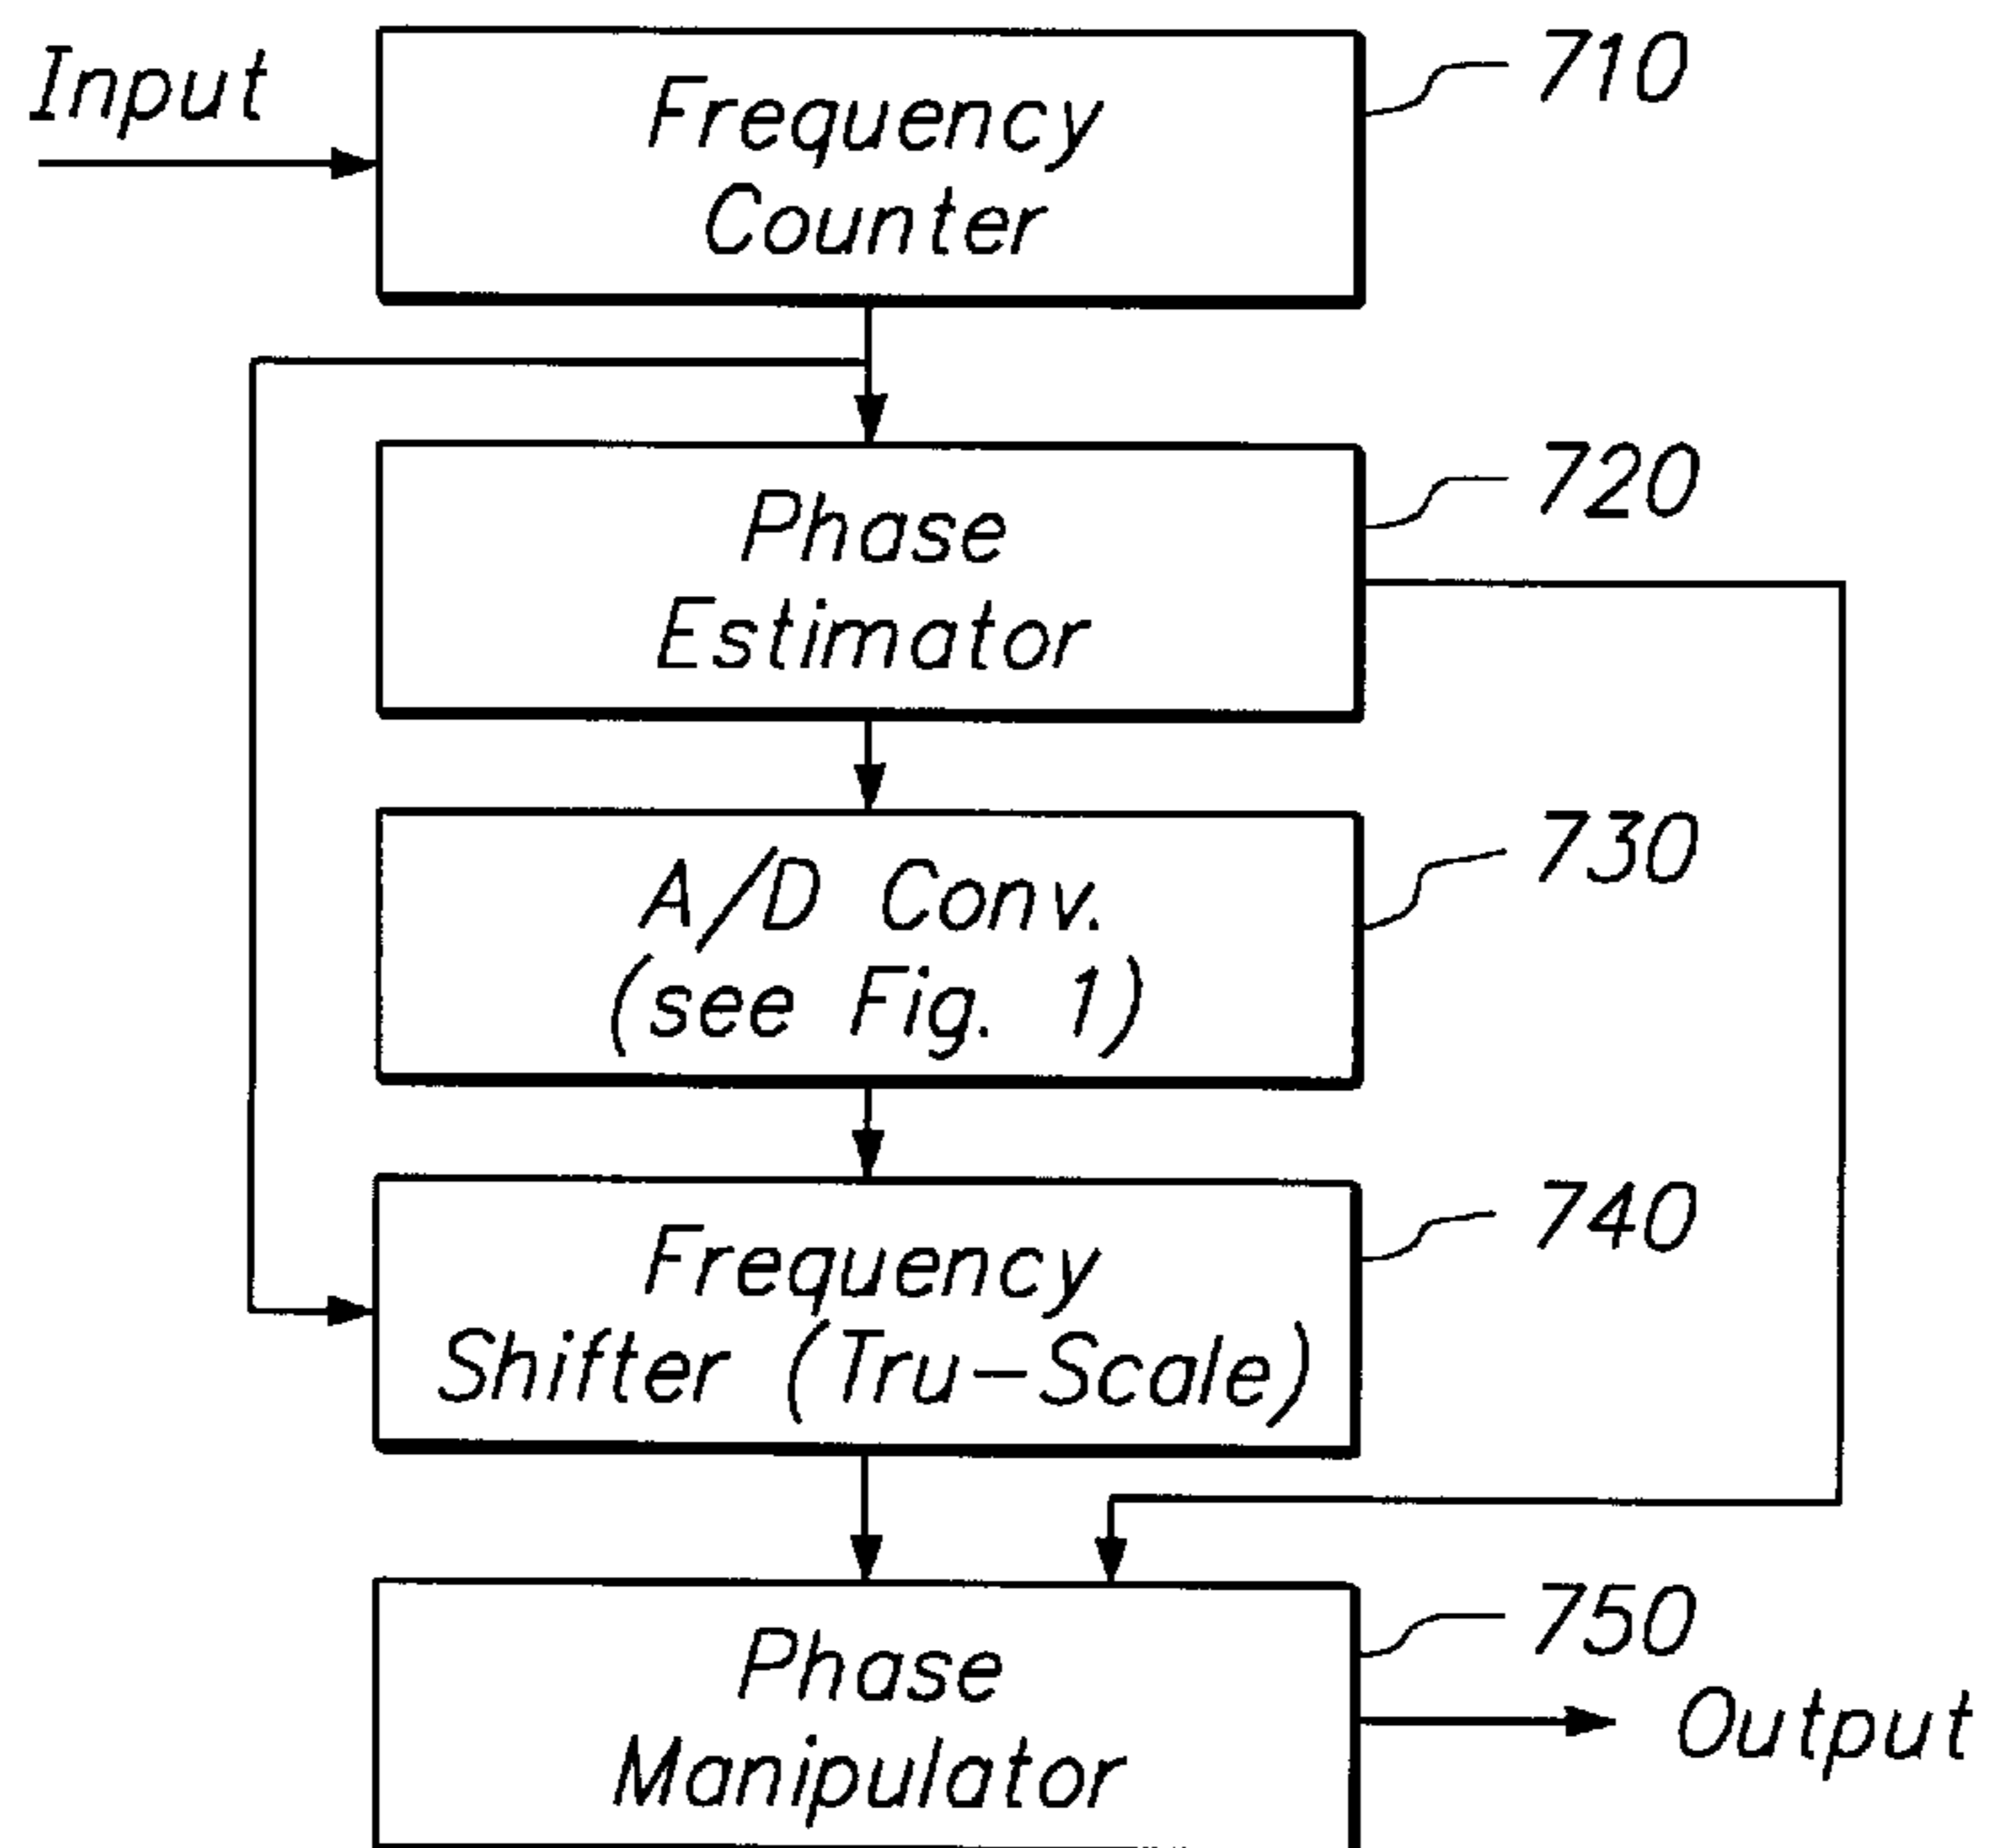 Input
Frequency
Counter
710
Phase
Estimator
720
A/D Conv.
(see Fig. 1)
730
Frequency
Shifter (Tru-Scale)
740
Phase
Manipulator
750
Output